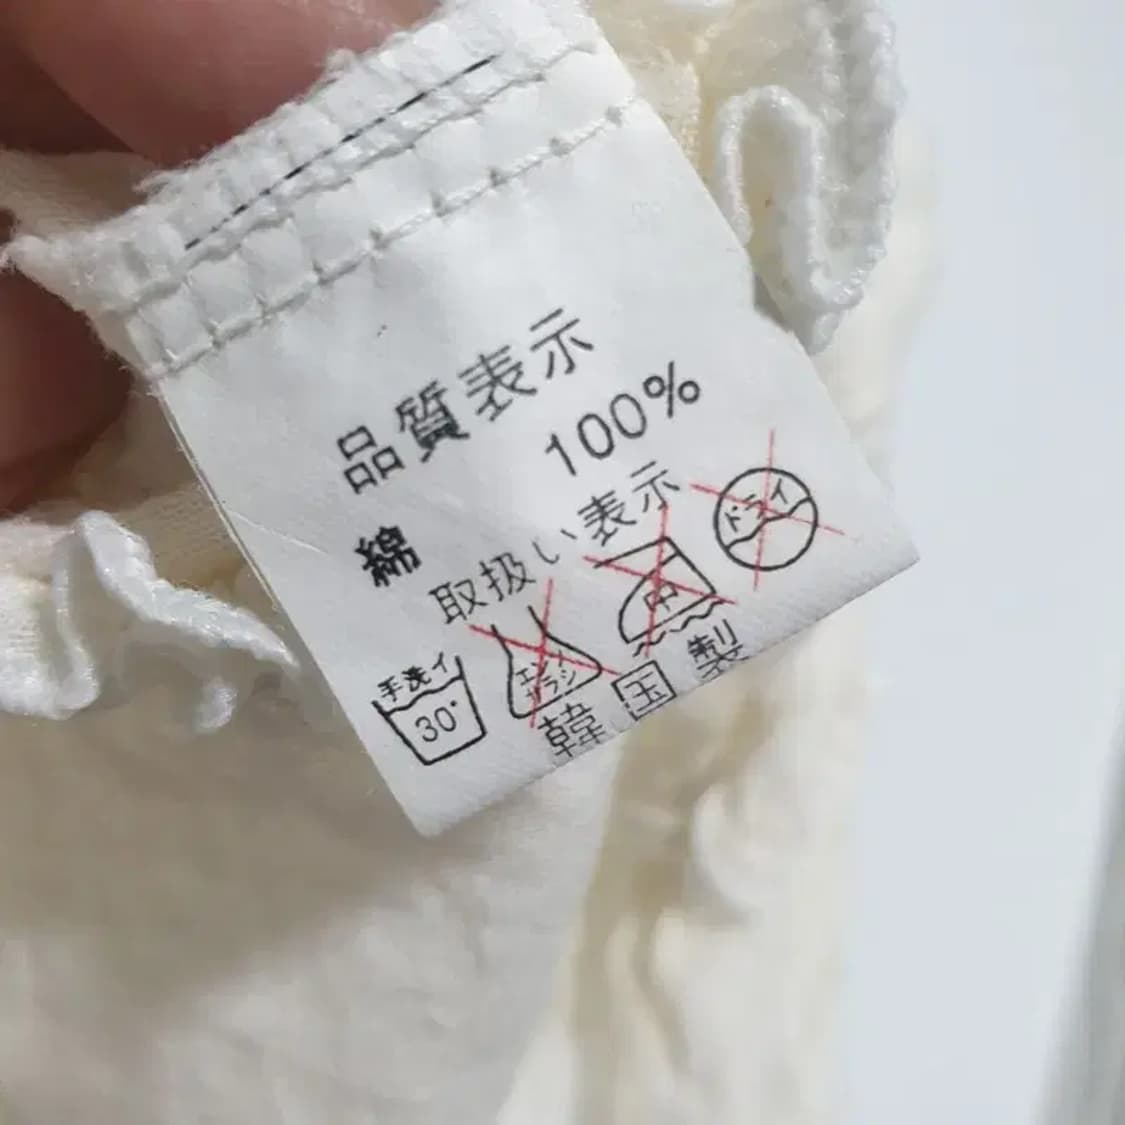 品質表示
綿 100%
取扱い表示
手洗イ
30°
エンソ
サラシ
中
ドライ
韓国製